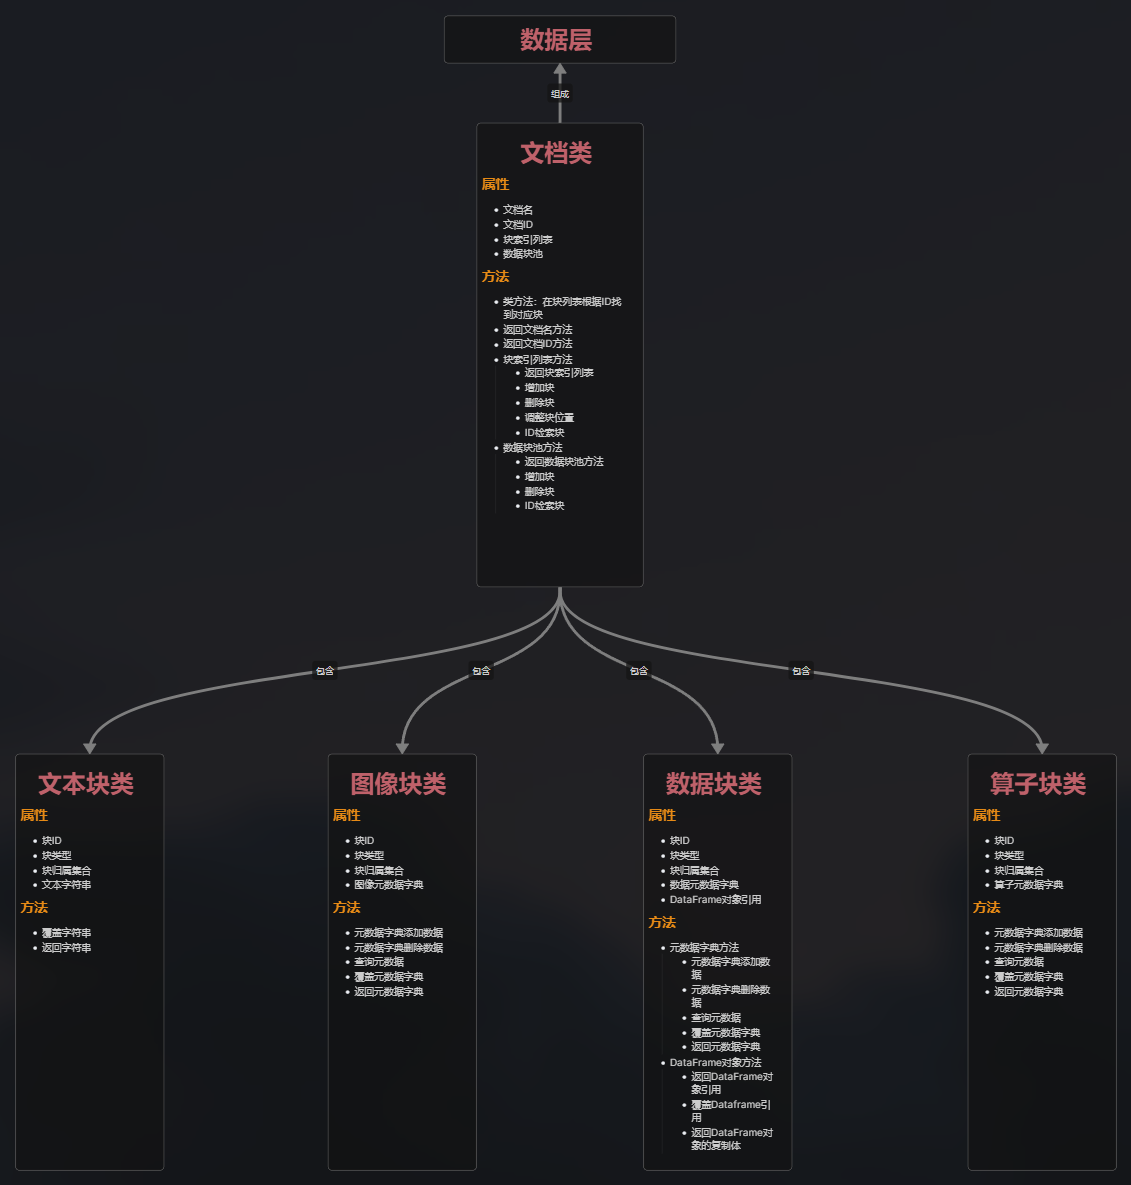 数据层
组成
文档类
属性
文档名
文档ID
块索引列表
数据块池
方法
类方法：在块列表根据ID找
到对应块
返回文档名方法
返回文档ID方法
块索引列表方法
返回块索引列表
增加块
删除块
调整块位置
ID检索块
数据块池方法
返回数据块池方法
增加块
删除块
ID检索块
包含
包含
包含
包含
文本块类
属性
块ID
块类型
块归属集合
文本字符串
方法
覆盖字符串
返回字符串
图像块类
属性
块ID
块类型
块归属集合
图像元数据字典
方法
元数据字典添加数据
元数据字典删除数据
查询元数据
覆盖元数据字典
返回元数据字典
数据块类
属性
块ID
块类型
块归属集合
数据元数据字典
DataFrame对象引用
方法
元数据字典方法
元数据字典添加数
据
元数据字典删除数
据
查询元数据
覆盖元数据字典
返回元数据字典
DataFrame对象方法
返回DataFrame对
象引用
覆盖Dataframe引
用
返回DataFrame对
象的复制体
算子块类
属性
块ID
块类型
块归属集合
算子元数据字典
方法
元数据字典添加数据
元数据字典删除数据
查询元数据
覆盖元数据字典
返回元数据字典